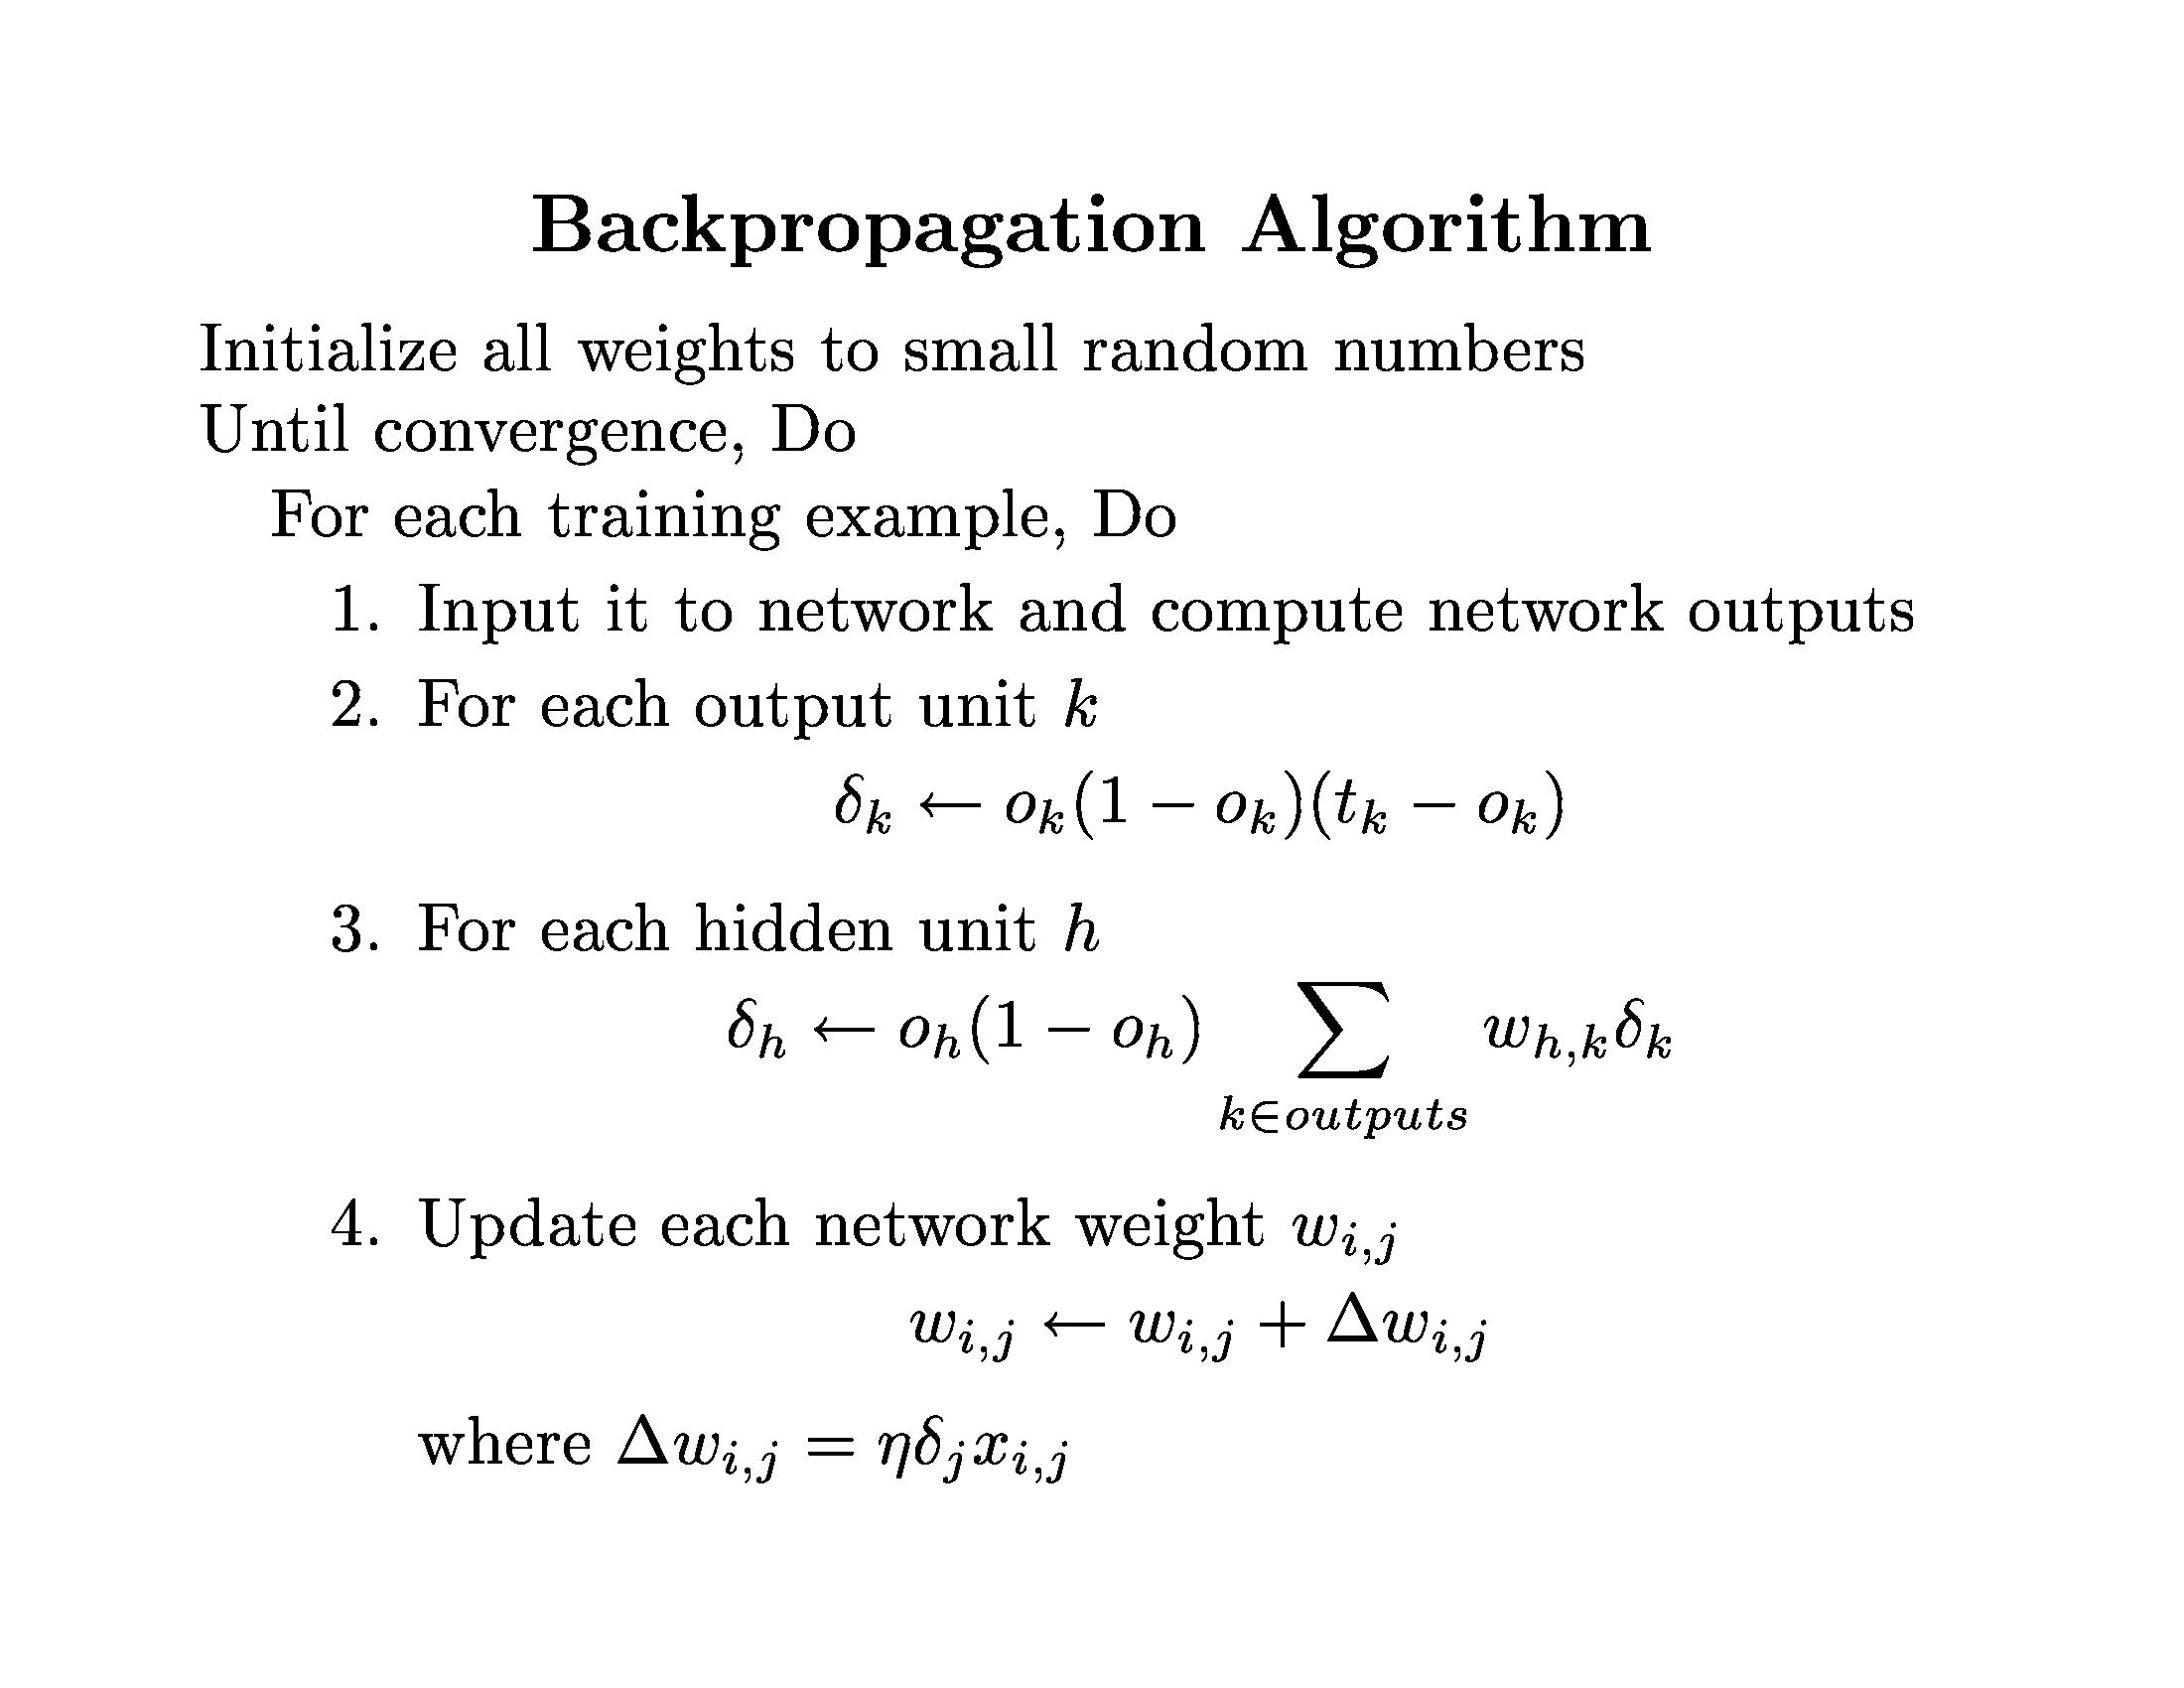 Backpropagation Algorithm
Initialize all weights to small random numbers
Until convergence, Do
For each training example, Do
1. Input it to network and compute network outputs
2. For each output unit k
δ_k ← o_k(1 − o_k)(t_k − o_k)
3. For each hidden unit h
δ_h ← o_h(1 − o_h) ∑_{k∈outputs} w_{h,k}δ_k
4. Update each network weight w_{i,j}
w_{i,j} ← w_{i,j} + Δw_{i,j}
where Δw_{i,j} = ηδ_j x_{i,j}